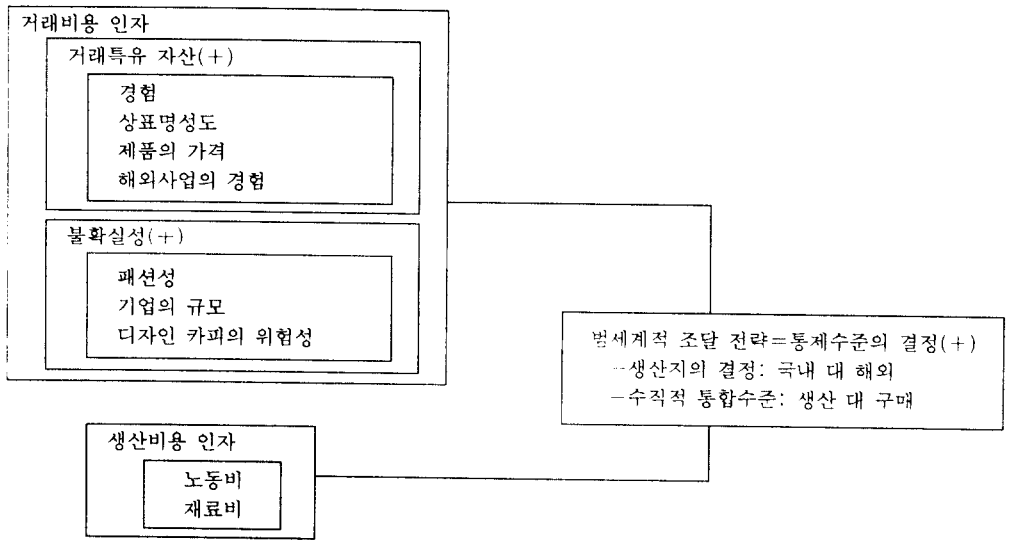 거래비용 인자
거래특유 자산(+)
경험
상표명성도
제품의 가격
해외사업의 경험
불확실성(+)
패션성
기업의 규모
디자인 카피의 위험성
범세계적 조달 전략=통제수준의 결정(+)
-생산지의 결정: 국내 대 해외
-수직적 통합수준: 생산 대 구매
생산비용 인자
노동비
재료비